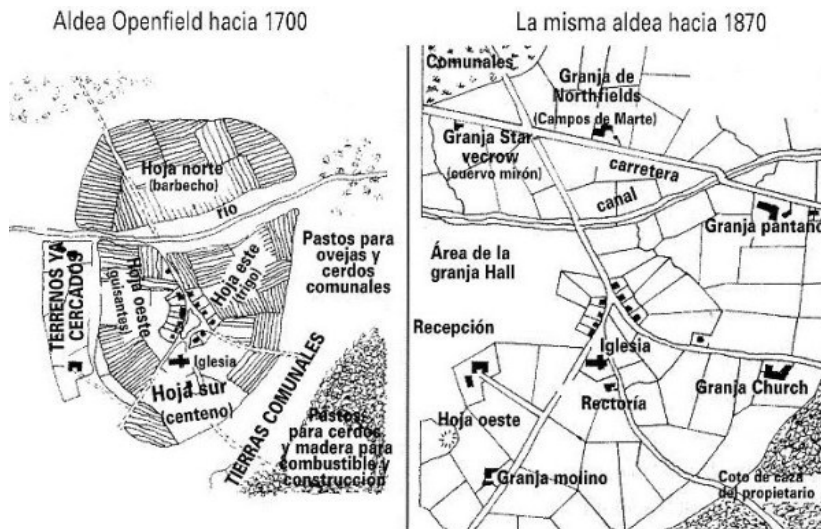 Aldea Openfield hacia 1700
Hoja norte
(barbecho)
río
TERRENOS YA
CERCADOS
Hoja oeste
(guisantes)
Hoja este
(trigo)
Pastos para
ovejas y
cerdos
comunales
Iglesia
Hoja sur
(centeno)
TIERRAS COMUNALES
Pastos
para cerdos
y madera para
combustible y
construcción
La misma aldea hacia 1870
Comunales
Granja de
Northfields
(Campos de Marte)
Granja Star
vecrow
(cuervo mirón)
carretera
canal
Granja pantano
Área de la
granja Hall
Recepción
Iglesia
Rectoría
Granja Church
Hoja oeste
Granja molino
Coto de caza
del propietario